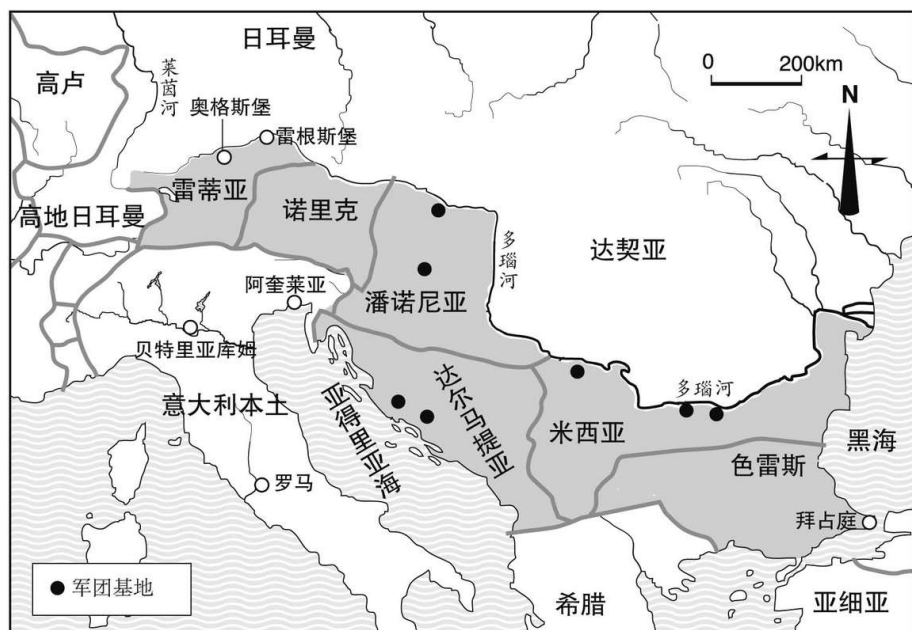 日耳曼
高卢
莱茵河
0 200km
N
奥格斯堡
雷根斯堡
雷蒂亚
诺里克
高地日耳曼
多瑙河
达契亚
阿奎莱亚
潘诺尼亚
贝特里亚库姆
意大利本土
亚得里亚海
达尔马提亚
多瑙河
米西亚
黑海
色雷斯
罗马
拜占庭
军团基地
希腊
亚细亚